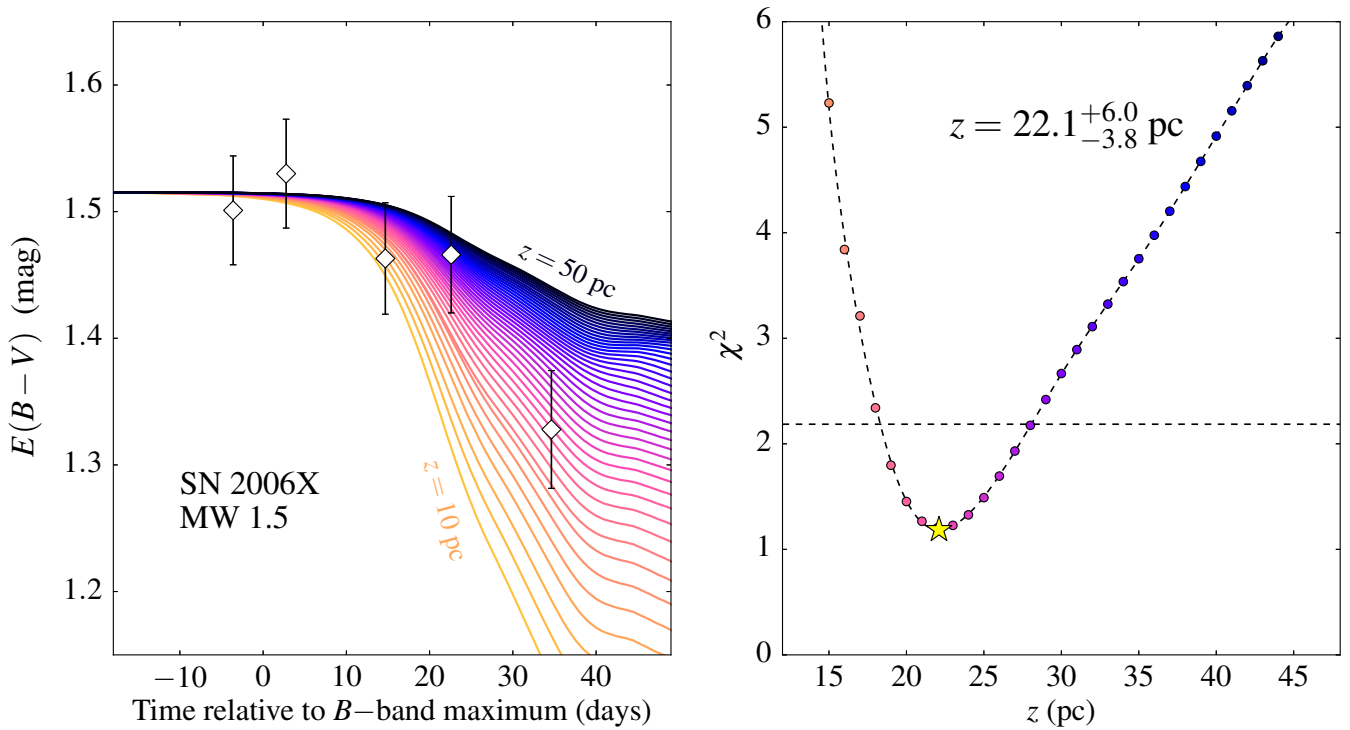 E(B−V) (mag)
1.6
1.5
1.4
1.3
1.2
z = 50 pc
z = 10 pc
SN 2006X
MW 1.5
−10 0 10 20 30 40
Time relative to B−band maximum (days)
χ²
6
5
4
3
2
1
0
z = 22.1 +6.0 −3.8 pc
15 20 25 30 35 40 45
z (pc)